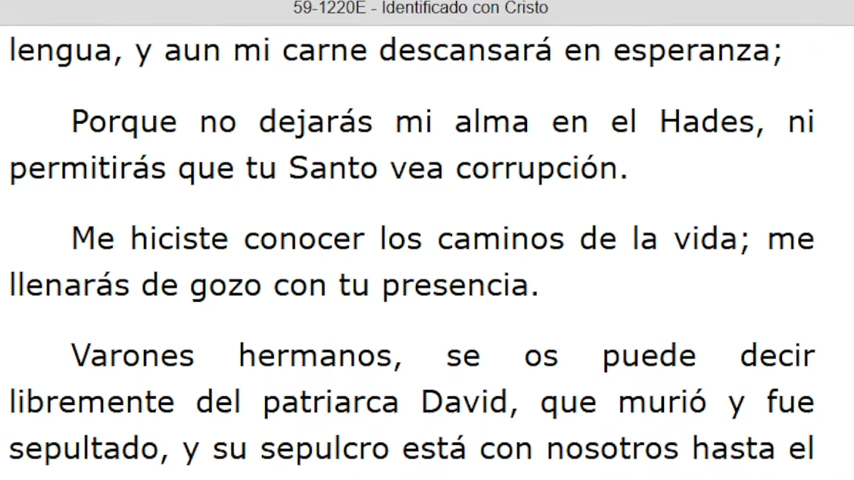 59-1220E - Identificado con Cristo
lengua, y aun mi carne descansará en esperanza;
Porque no dejarás mi alma en el Hades, ni
permitirás que tu Santo vea corrupción.
Me hiciste conocer los caminos de la vida; me
llenarás de gozo con tu presencia.
Varones hermanos, se os puede decir
libremente del patriarca David, que murió y fue
sepultado, y su sepulcro está con nosotros hasta el